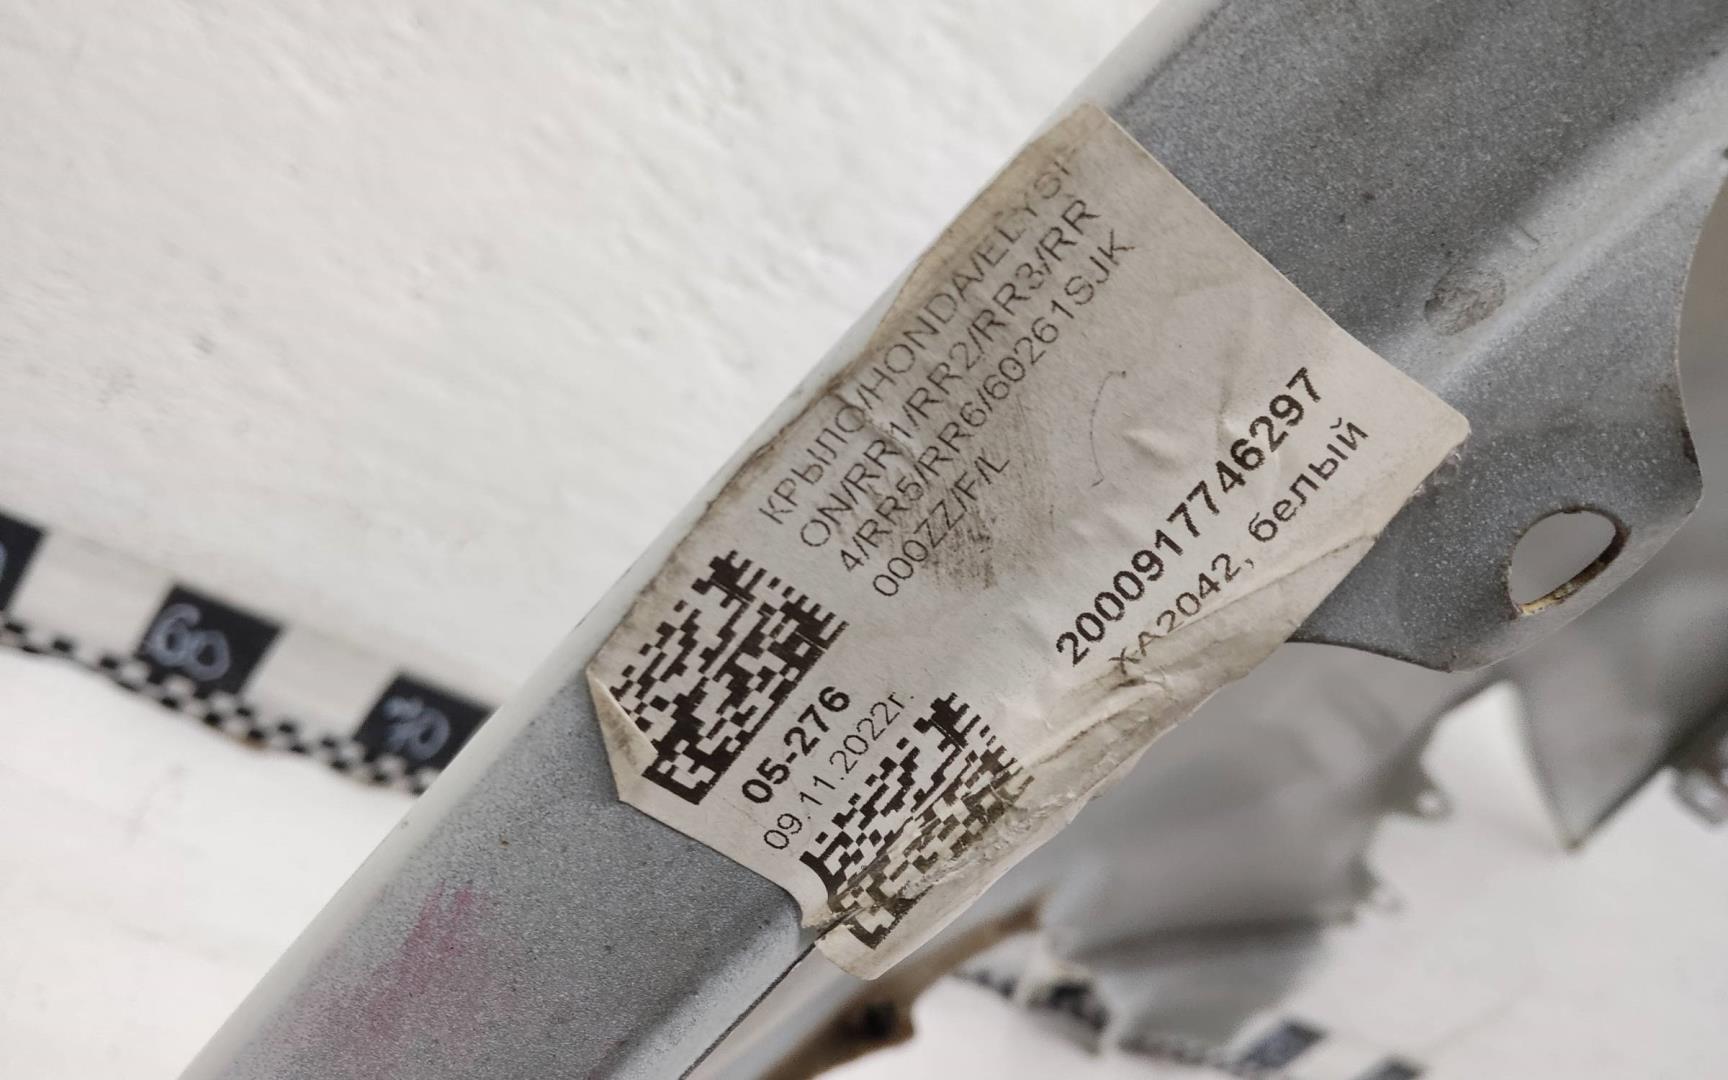 КРЫЛО/HONDA/ELYSI
ON/RR1/RR2/RR3/RR
4/RR5/RR6/60261SJK
000ZZ/F/L
2000917746297
XA2042, белый
05-276
09.11.2022г.
60
70